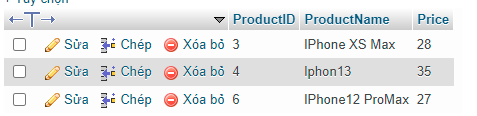 ProductID ProductName Price
Sửa Chép Xóa bỏ 3 IPhone XS Max 28
Sửa Chép Xóa bỏ 4 Iphon13 35
Sửa Chép Xóa bỏ 6 IPhone12 ProMax 27